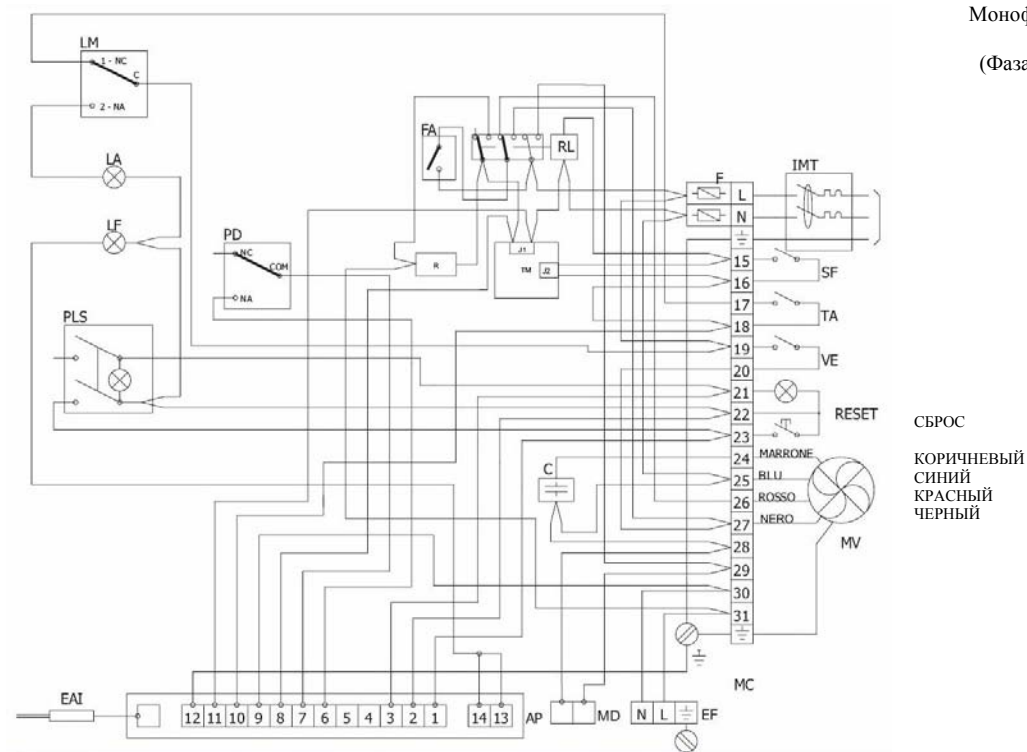 Моноф
(Фаза
LM
1 - NC
C
2 - NA
LA
LF
PLS
PD
NC
COM
NA
FA
RL
R
J1
TM
J2
F
L
N
IMT
15
16
SF
17
TA
18
19
VE
20
21
22
RESET
СБРОС
23
24 MARRONE
КОРИЧНЕВЫЙ
25 BLU
СИНИЙ
26 ROSSO
КРАСНЫЙ
27 NERO
ЧЕРНЫЙ
MV
C
28
29
30
31
MC
EAI
12 11 10 9 8 7 6 5 4 3 2 1 14 13 AP
MD
N L EF